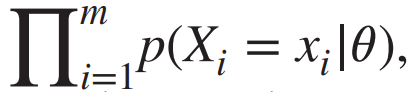 ∏_{i=1}^{m} p(X_i = x_i|θ),